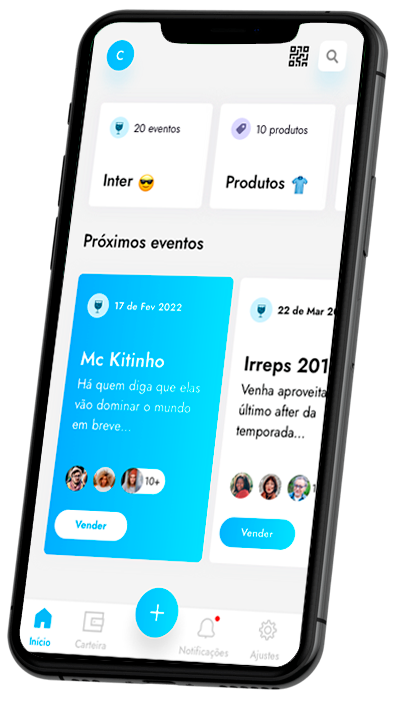 C
20 eventos
10 produtos
Inter 😎
Produtos 👕
Próximos eventos
17 de Fev 2022
Mc Kitinho
Há quem diga que elas
vão dominar o mundo
em breve...
10+
Vender
22 de Mar 20
Irreps 201
Venha aproveita
último after da
temporada...
Vender
Início
Carteira
+
Notificações
Ajustes